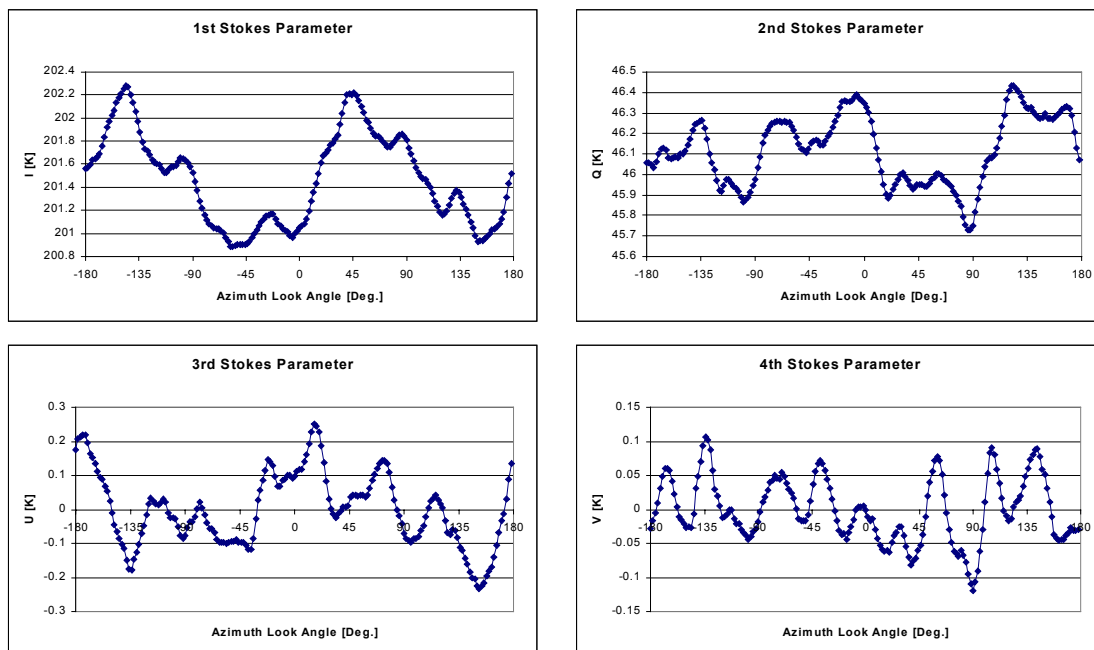 1st Stokes Parameter
I [K]
202.4
202.2
202
201.8
201.6
201.4
201.2
201
200.8
-180 -135 -90 -45 0 45 90 135 180
Azimuth Look Angle [Deg.]
2nd Stokes Parameter
Q [K]
46.5
46.4
46.3
46.2
46.1
46
45.9
45.8
45.7
45.6
-180 -135 -90 -45 0 45 90 135 180
Azimuth Look Angle [Deg.]
3rd Stokes Parameter
U [K]
0.3
0.2
0.1
0
-0.1
-0.2
-0.3
-180 -135 -90 -45 0 45 90 135 180
Azimuth Look Angle [Deg.]
4th Stokes Parameter
V [K]
0.15
0.1
0.05
0
-0.05
-0.1
-0.15
-180 -135 -90 -45 0 45 90 135 180
Azimuth Look Angle [Deg.]